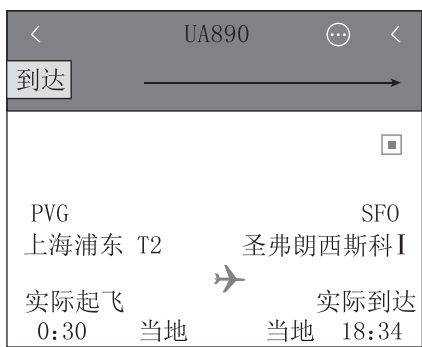 UA890
到达
PVG SFO
上海浦东 T2 圣弗朗西斯科I
实际起飞 实际到达
0:30 当地 当地 18:34